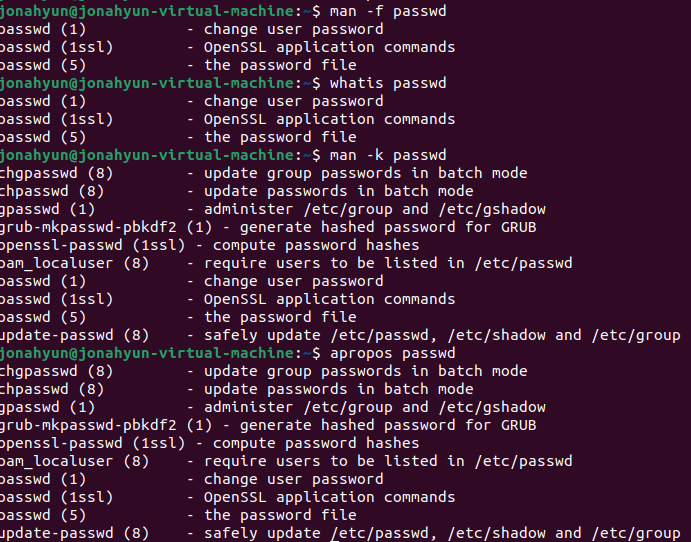 jonahyun@jonahyun-virtual-machine:~$ man -f passwd
passwd (1)           - change user password
passwd (1ssl)        - OpenSSL application commands
passwd (5)           - the password file
jonahyun@jonahyun-virtual-machine:~$ whatis passwd
passwd (1)           - change user password
passwd (1ssl)        - OpenSSL application commands
passwd (5)           - the password file
jonahyun@jonahyun-virtual-machine:~$ man -k passwd
chgpasswd (8)        - update group passwords in batch mode
chpasswd (8)         - update passwords in batch mode
gpasswd (1)          - administer /etc/group and /etc/gshadow
grub-mkpasswd-pbkdf2 (1) - generate hashed password for GRUB
openssl-passwd (1ssl) - compute password hashes
pam_localuser (8)    - require users to be listed in /etc/passwd
passwd (1)           - change user password
passwd (1ssl)        - OpenSSL application commands
passwd (5)           - the password file
update-passwd (8)    - safely update /etc/passwd, /etc/shadow and /etc/group
jonahyun@jonahyun-virtual-machine:~$ apropos passwd
chgpasswd (8)        - update group passwords in batch mode
chpasswd (8)         - update passwords in batch mode
gpasswd (1)          - administer /etc/group and /etc/gshadow
grub-mkpasswd-pbkdf2 (1) - generate hashed password for GRUB
openssl-passwd (1ssl) - compute password hashes
pam_localuser (8)    - require users to be listed in /etc/passwd
passwd (1)           - change user password
passwd (1ssl)        - OpenSSL application commands
passwd (5)           - the password file
update-passwd (8)    - safely update /etc/passwd, /etc/shadow and /etc/group